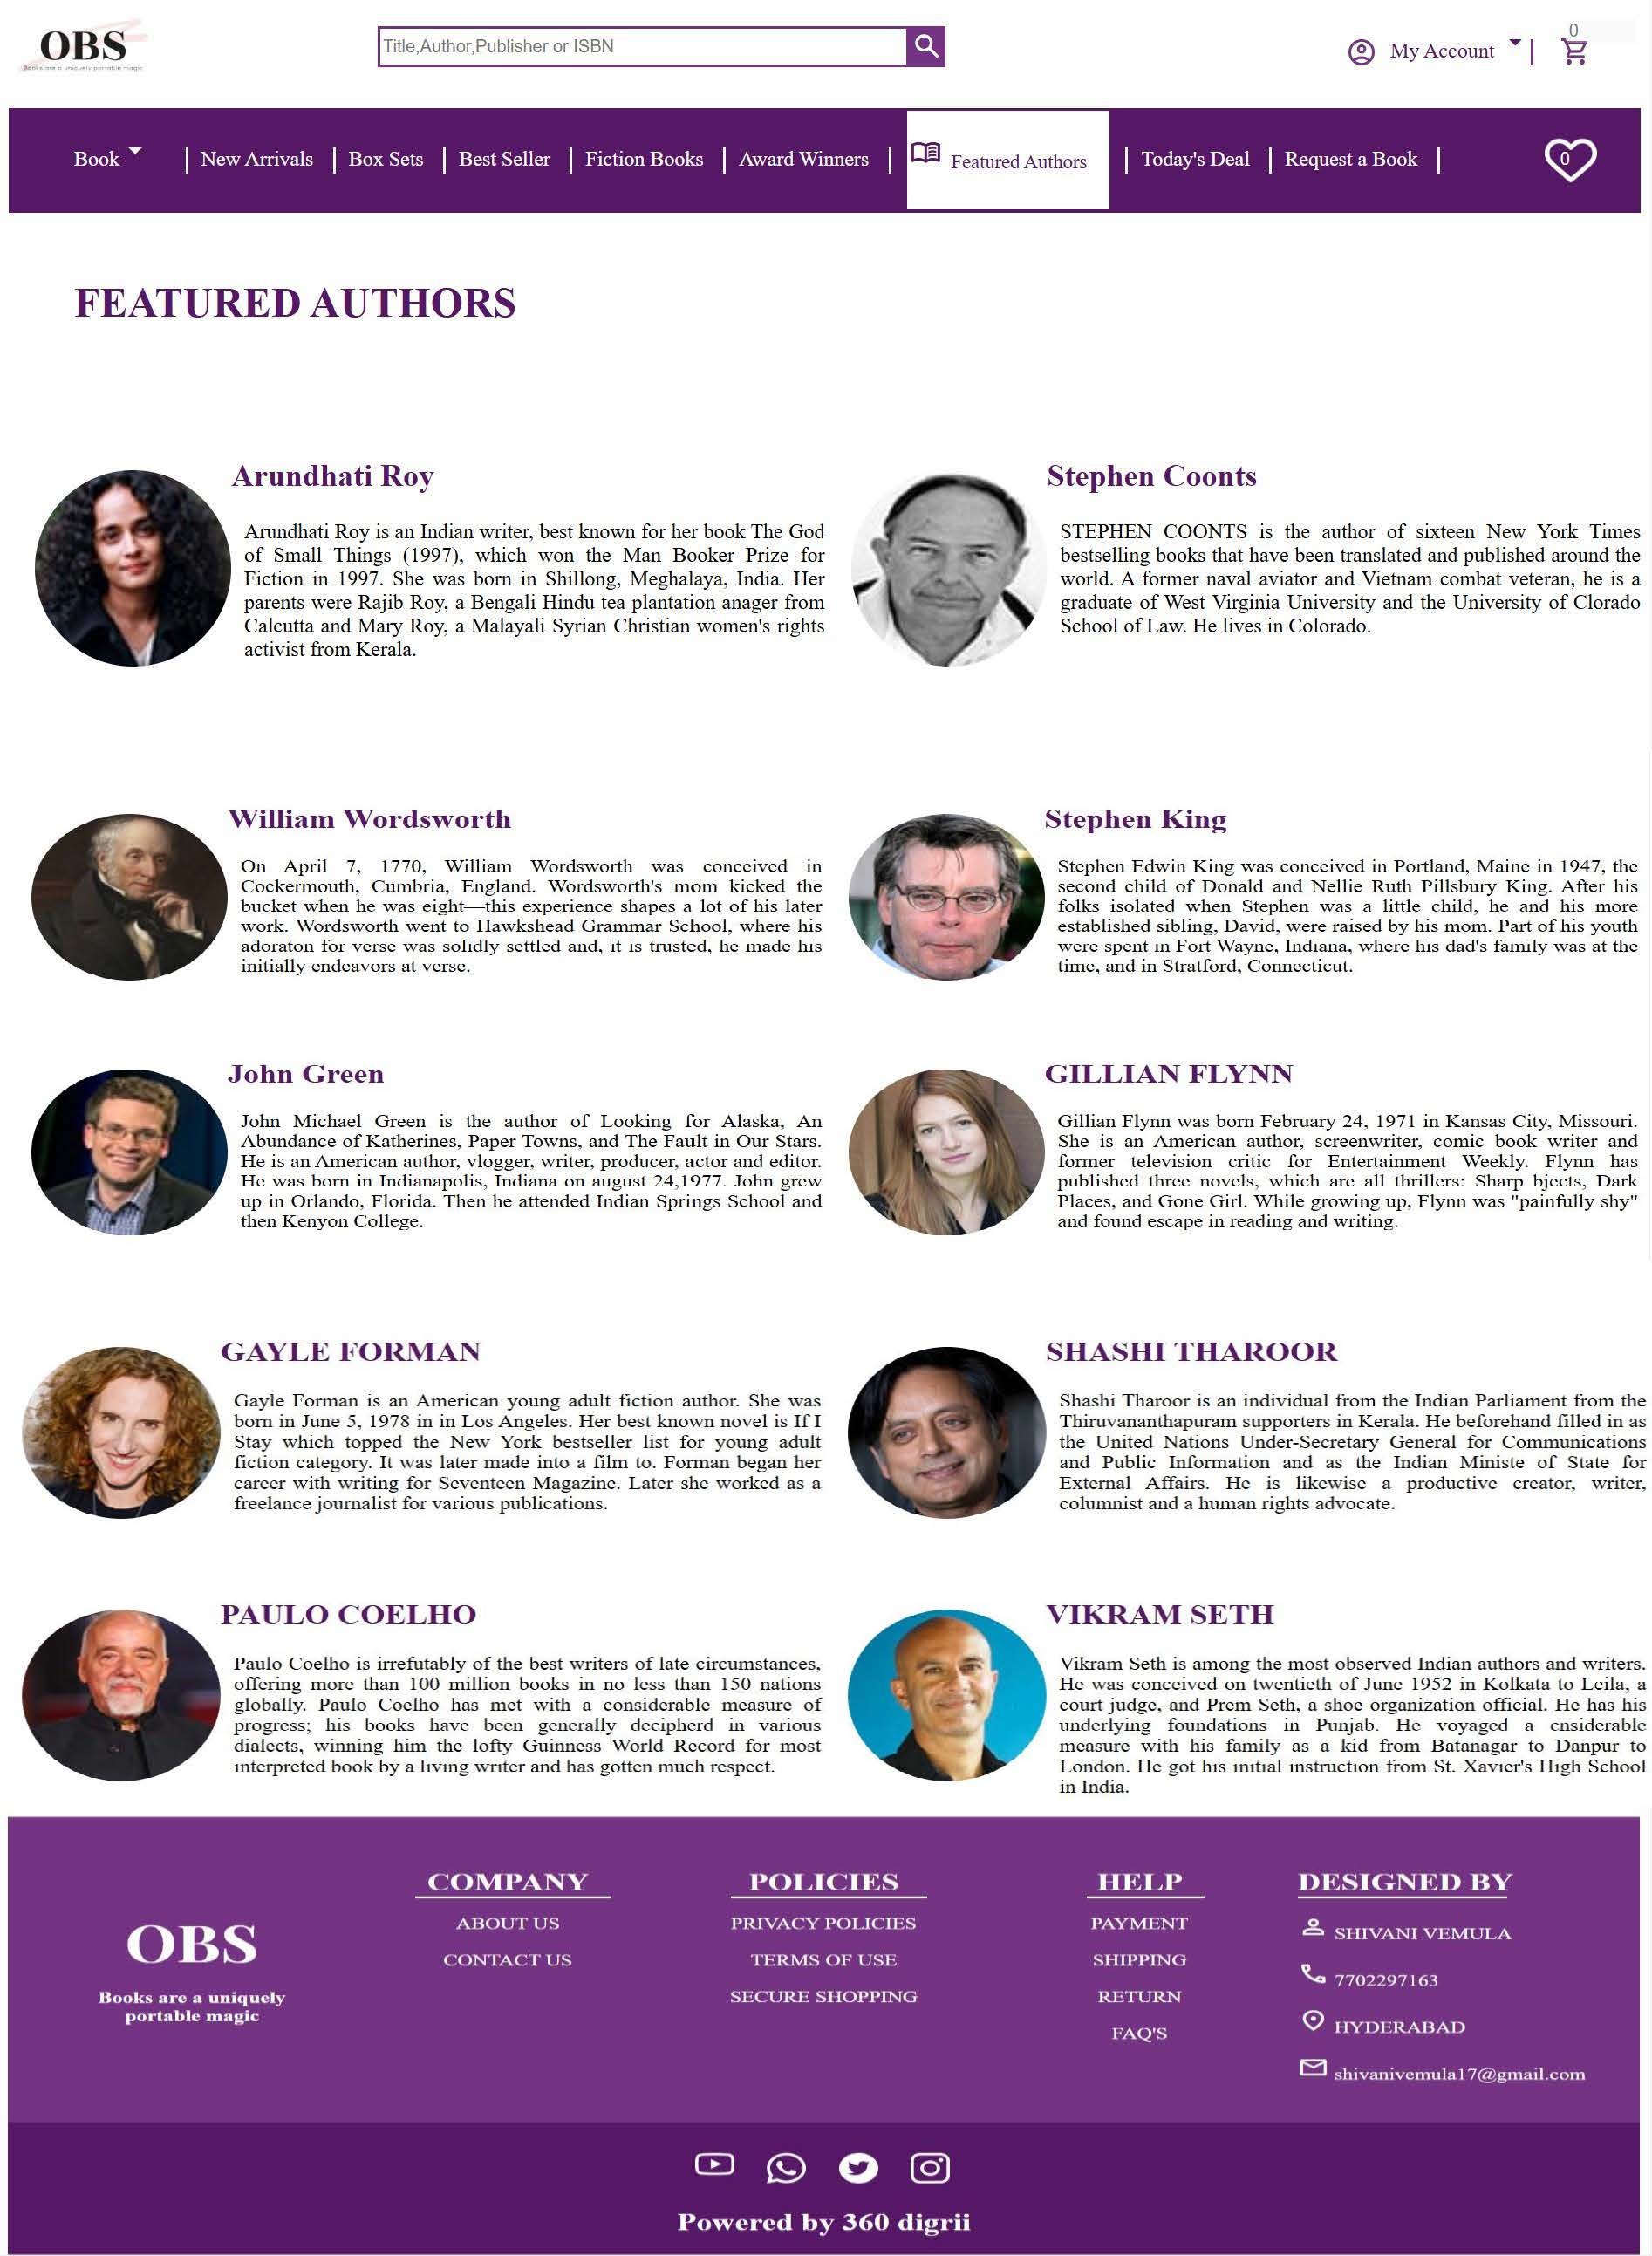 OBS
Books are a uniquely portable magic
Title,Author,Publisher or ISBN
My Account
0
Book
New Arrivals
Box Sets
Best Seller
Fiction Books
Award Winners
Featured Authors
Today's Deal
Request a Book
0
FEATURED AUTHORS
Arundhati Roy
Arundhati Roy is an Indian writer, best known for her book The God
of Small Things (1997), which won the Man Booker Prize for
Fiction in 1997. She was born in Shillong, Meghalaya, India. Her
parents were Rajib Roy, a Bengali Hindu tea plantation anager from
Calcutta and Mary Roy, a Malayali Syrian Christian women's rights
activist from Kerala.
Stephen Coonts
STEPHEN COONTS is the author of sixteen New York Times
bestselling books that have been translated and published around the
world. A former naval aviator and Vietnam combat veteran, he is a
graduate of West Virginia University and the University of Clorado
School of Law. He lives in Colorado.
William Wordsworth
On April 7, 1770, William Wordsworth was conceived in
Cockermouth, Cumbria, England. Wordsworth's mom kicked the
bucket when he was eight—this experience shapes a lot of his later
work. Wordsworth went to Hawkshead Grammar School, where his
adoraton for verse was solidly settled and, it is trusted, he made his
initially endeavors at verse.
Stephen King
Stephen Edwin King was conceived in Portland, Maine in 1947, the
second child of Donald and Nellie Ruth Pillsbury King. After his
folks isolated when Stephen was a little child, he and his more
established sibling, David, were raised by his mom. Part of his youth
were spent in Fort Wayne, Indiana, where his dad's family was at the
time, and in Stratford, Connecticut.
John Green
John Michael Green is the author of Looking for Alaska, An
Abundance of Katherines, Paper Towns, and The Fault in Our Stars.
He is an American author, vlogger, writer, producer, actor and editor.
He was born in Indianapolis, Indiana on august 24,1977. John grew
up in Orlando, Florida. Then he attended Indian Springs School and
then Kenyon College.
GILLIAN FLYNN
Gillian Flynn was born February 24, 1971 in Kansas City, Missouri.
She is an American author, screenwriter, comic book writer and
former television critic for Entertainment Weekly. Flynn has
published three novels, which are all thrillers: Sharp bjects, Dark
Places, and Gone Girl. While growing up, Flynn was "painfully shy"
and found escape in reading and writing.
GAYLE FORMAN
Gayle Forman is an American young adult fiction author. She was
born in June 5, 1978 in in Los Angeles. Her best known novel is If I
Stay which topped the New York bestseller list for young adult
fiction category. It was later made into a film to. Forman began her
career with writing for Seventeen Magazine. Later she worked as a
freelance journalist for various publications.
SHASHI THAROOR
Shashi Tharoor is an individual from the Indian Parliament from the
Thiruvananthapuram supporters in Kerala. He beforehand filled in as
the United Nations Under-Secretary General for Communications
and Public Information and as the Indian Ministe of State for
External Affairs. He is likewise a productive creator, writer,
columnist and a human rights advocate.
PAULO COELHO
Paulo Coelho is irrefutably of the best writers of late circumstances,
offering more than 100 million books in no less than 150 nations
globally. Paulo Coelho has met with a considerable measure of
progress; his books have been generally decipherd in various
dialects, winning him the lofty Guinness World Record for most
interpreted book by a living writer and has gotten much respect.
VIKRAM SETH
Vikram Seth is among the most observed Indian authors and writers.
He was conceived on twentieth of June 1952 in Kolkata to Leila, a
court judge, and Prem Seth, a shoe organization official. He has his
underlying foundations in Punjab. He voyaged a cnsiderable
measure with his family as a kid from Batanagar to Danpur to
London. He got his initial instruction from St. Xavier's High School
in India.
OBS
Books are a uniquely
portable magic
COMPANY
ABOUT US
CONTACT US
POLICIES
PRIVACY POLICIES
TERMS OF USE
SECURE SHOPPING
HELP
PAYMENT
SHIPPING
RETURN
FAQ'S
DESIGNED BY
SHIVANI VEMULA
7702297163
HYDERABAD
shivanivemula17@gmail.com
Powered by 360 digrii